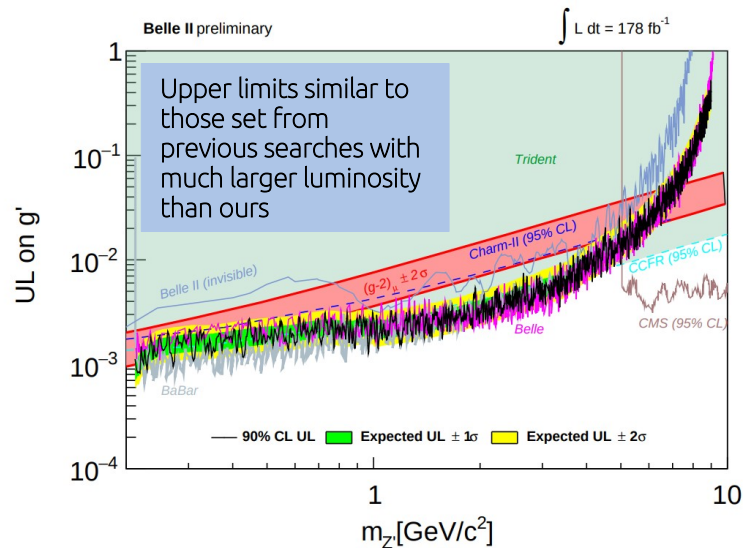 Belle II preliminary
∫ L dt = 178 fb⁻¹
1
Upper limits similar to
those set from
previous searches with
much larger luminosity
than ours
10⁻¹
Trident
Charm-II (95% CL)
10⁻²
Belle II (invisible)
(g-2)μ ± 2σ
CCFR (95% CL)
UL on g'
CMS (95% CL)
Belle
10⁻³
BaBar
90% CL UL
Expected UL ± 1σ
Expected UL ± 2σ
10⁻⁴
1
10
m_Z'[GeV/c²]